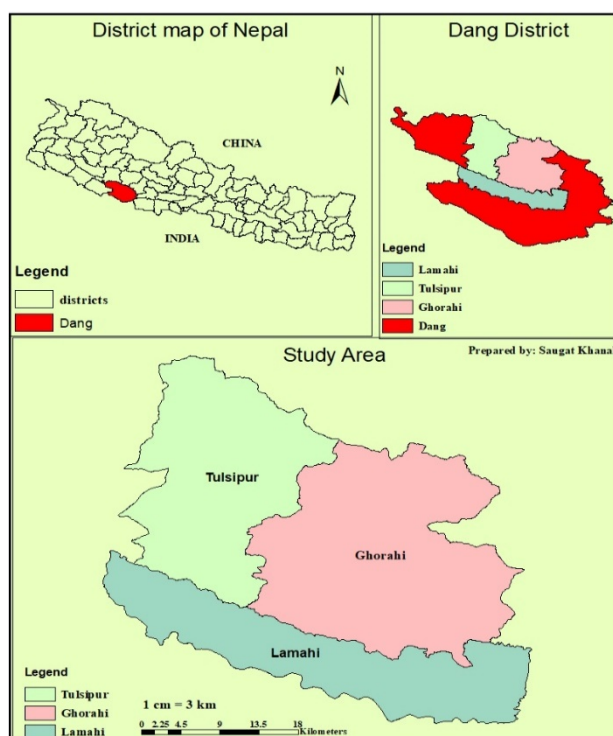 District map of Nepal
N
CHINA
INDIA
Legend
districts
Dang
Dang District
Legend
Lamahi
Tulsipur
Ghorahi
Dang
Study Area
Prepared by: Saugat Khanal
Tulsipur
Ghorahi
Lamahi
Legend
Tulsipur
Ghorahi
Lamahi
1 cm = 3 km
0 2.25 4.5 9 13.5 18
Kilometers